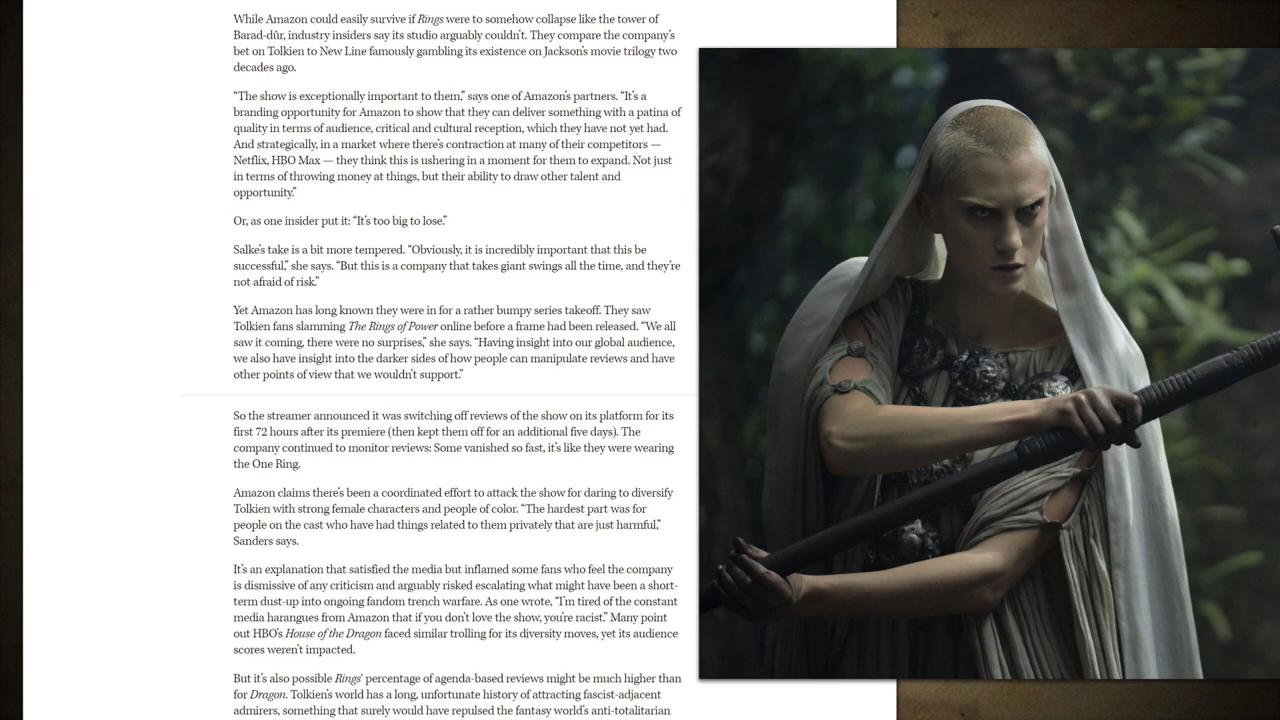 While Amazon could easily survive if Rings were to somehow collapse like the tower of
Barad-dûr, industry insiders say its studio arguably couldn't. They compare the company's
bet on Tolkien to New Line famously gambling its existence on Jackson's movie trilogy two
decades ago.
“The show is exceptionally important to them,” says one of Amazon's partners. “It's a
branding opportunity for Amazon to show that they can deliver something with a patina of
quality in terms of audience, critical and cultural reception, which they have not yet had.
And strategically, in a market where there's contraction at many of their competitors —
Netflix, HBO Max — they think this is ushering in a moment for them to expand. Not just
in terms of throwing money at things, but their ability to draw other talent and
opportunity.”
Or, as one insider put it: “It's too big to lose.”
Salke's take is a bit more tempered. “Obviously, it is incredibly important that this be
successful,” she says. “But this is a company that takes giant swings all the time, and they're
not afraid of risk.”
Yet Amazon has long known they were in for a rather bumpy series takeoff. They saw
Tolkien fans slamming The Rings of Power online before a frame had been released. “We all
saw it coming, there were no surprises,” she says. “Having insight into our global audience,
we also have insight into the darker sides of how people can manipulate reviews and have
other points of view that we wouldn't support.”
So the streamer announced it was switching off reviews of the show on its platform for its
first 72 hours after its premiere (then kept them off for an additional five days). The
company continued to monitor reviews: Some vanished so fast, it's like they were wearing
the One Ring.
Amazon claims there's been a coordinated effort to attack the show for daring to diversify
Tolkien with strong female characters and people of color. “The hardest part was for
people on the cast who have had things related to them privately that are just harmful,”
Sanders says.
It's an explanation that satisfied the media but inflamed some fans who feel the company
is dismissive of any criticism and arguably risked escalating what might have been a short-
term dust-up into ongoing fandom trench warfare. As one wrote, “I'm tired of the constant
media harangues from Amazon that if you don't love the show, you're racist.” Many point
out HBO's House of the Dragon faced similar trolling for its diversity moves, yet its audience
scores weren't impacted.
But it's also possible Rings' percentage of agenda-based reviews might be much higher than
for Dragon. Tolkien's world has a long, unfortunate history of attracting fascist-adjacent
admirers, something that surely would have repulsed the fantasy world's anti-totalitarian